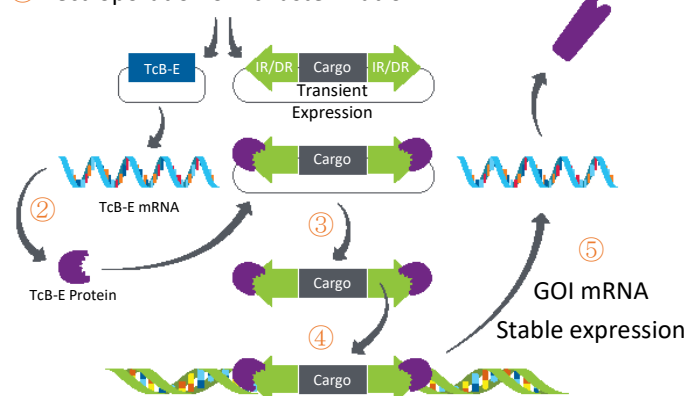 TcB-E
IR/DR
Cargo
IR/DR
Transient
Expression
Cargo
TcB-E mRNA
②
③
TcB-E Protein
Cargo
⑤
GOI mRNA
Stable expression
④
Cargo